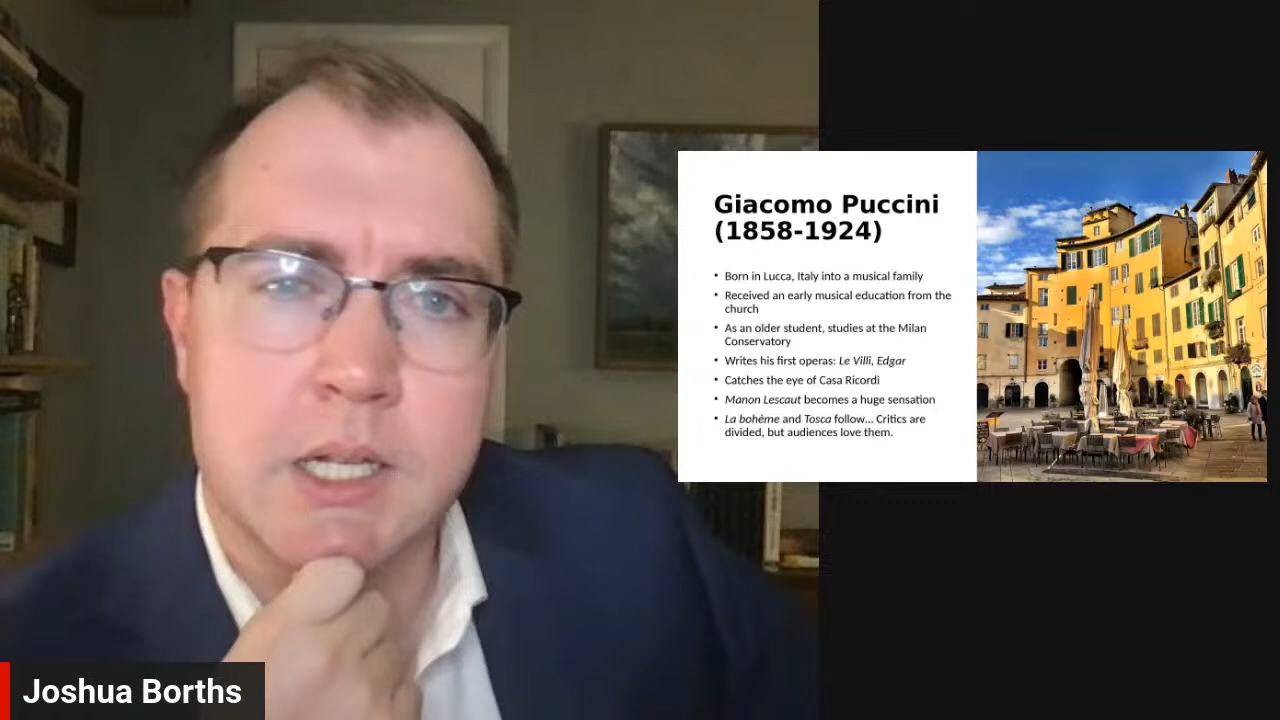 Giacomo Puccini
(1858-1924)
• Born in Lucca, Italy into a musical family
• Received an early musical education from the
church
• As an older student, studies at the Milan
Conservatory
• Writes his first operas: Le Villi, Edgar
• Catches the eye of Casa Ricordi
• Manon Lescaut becomes a huge sensation
• La bohème and Tosca follow... Critics are
divided, but audiences love them.
Joshua Borths